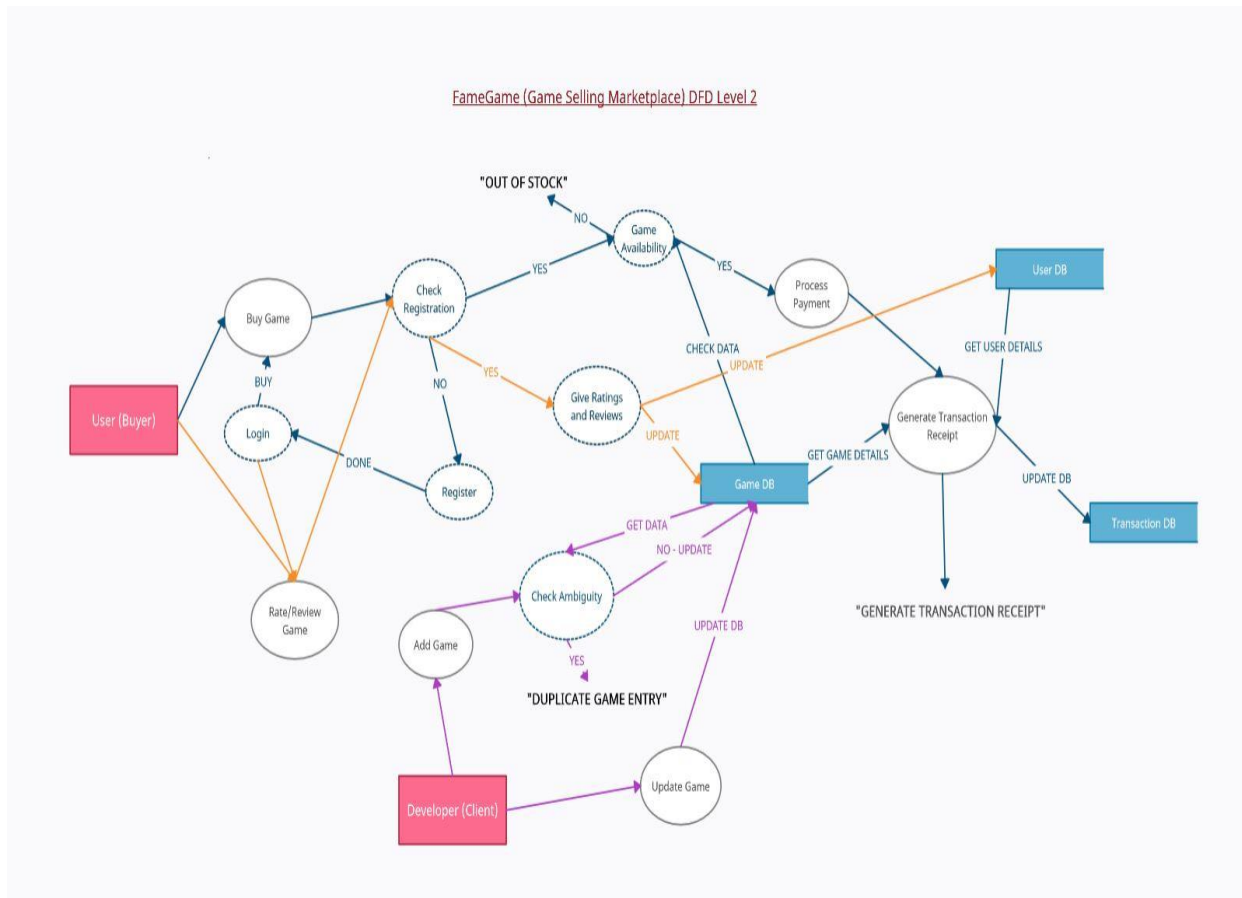 FameGame (Game Selling Marketplace) DFD Level 2
"OUT OF STOCK"
NO
Game
Availability
YES
YES
Check
Registration
Process
Payment
User DB
Buy Game
GET USER DETAILS
CHECK DATA
UPDATE
YES
NO
BUY
Give Ratings
and Reviews
User (Buyer)
Login
UPDATE
Generate Transaction
Receipt
DONE
GET GAME DETAILS
Register
Game DB
UPDATE DB
Transaction DB
GET DATA
NO - UPDATE
Check Ambiguity
Rate/Review
Game
"GENERATE TRANSACTION RECEIPT"
UPDATE DB
Add Game
YES
"DUPLICATE GAME ENTRY"
Update Game
Developer (Client)